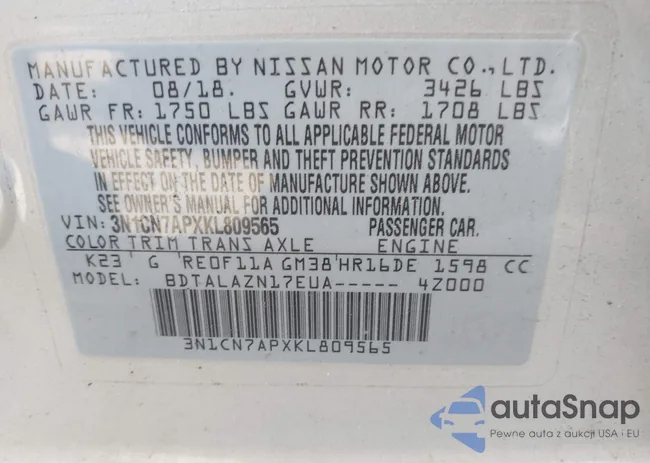 MANUFACTURED BY NISSAN MOTOR CO., LTD.
DATE: 08/18. GVWR: 3426 LBS
GAWR FR: 1750 LBS GAWR RR: 1708 LBS
THIS VEHICLE CONFORMS TO ALL APPLICABLE FEDERAL MOTOR
VEHICLE SAFETY, BUMPER AND THEFT PREVENTION STANDARDS
IN EFFECT ON THE DATE OF MANUFACTURE SHOWN ABOVE.
SEE OWNER'S MANUAL FOR ADDITIONAL INFORMATION.
VIN: 3N1CN7APXKL809565 PASSENGER CAR.
COLOR TRIM TRANS AXLE ENGINE
K23 G RE0F11A GM38 HR16DE 1598 CC
MODEL: BDTALAZN17EUA----- 4Z000
3N1CN7APXKL809565
autaSnap
Pewne auta z aukcji USA i EU